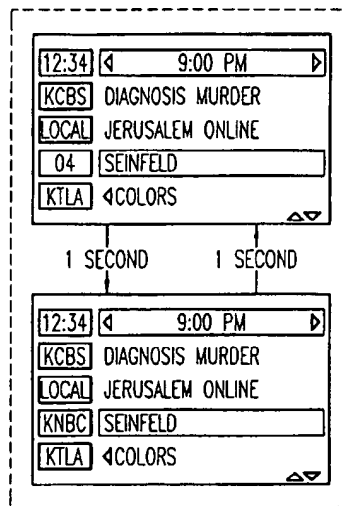 12:34 9:00 PM
KCBS DIAGNOSIS MURDER
LOCAL JERUSALEM ONLINE
04 SEINFELD
KTLA COLORS
1 SECOND 1 SECOND
12:34 9:00 PM
KCBS DIAGNOSIS MURDER
LOCAL JERUSALEM ONLINE
KNBC SEINFELD
KTLA COLORS